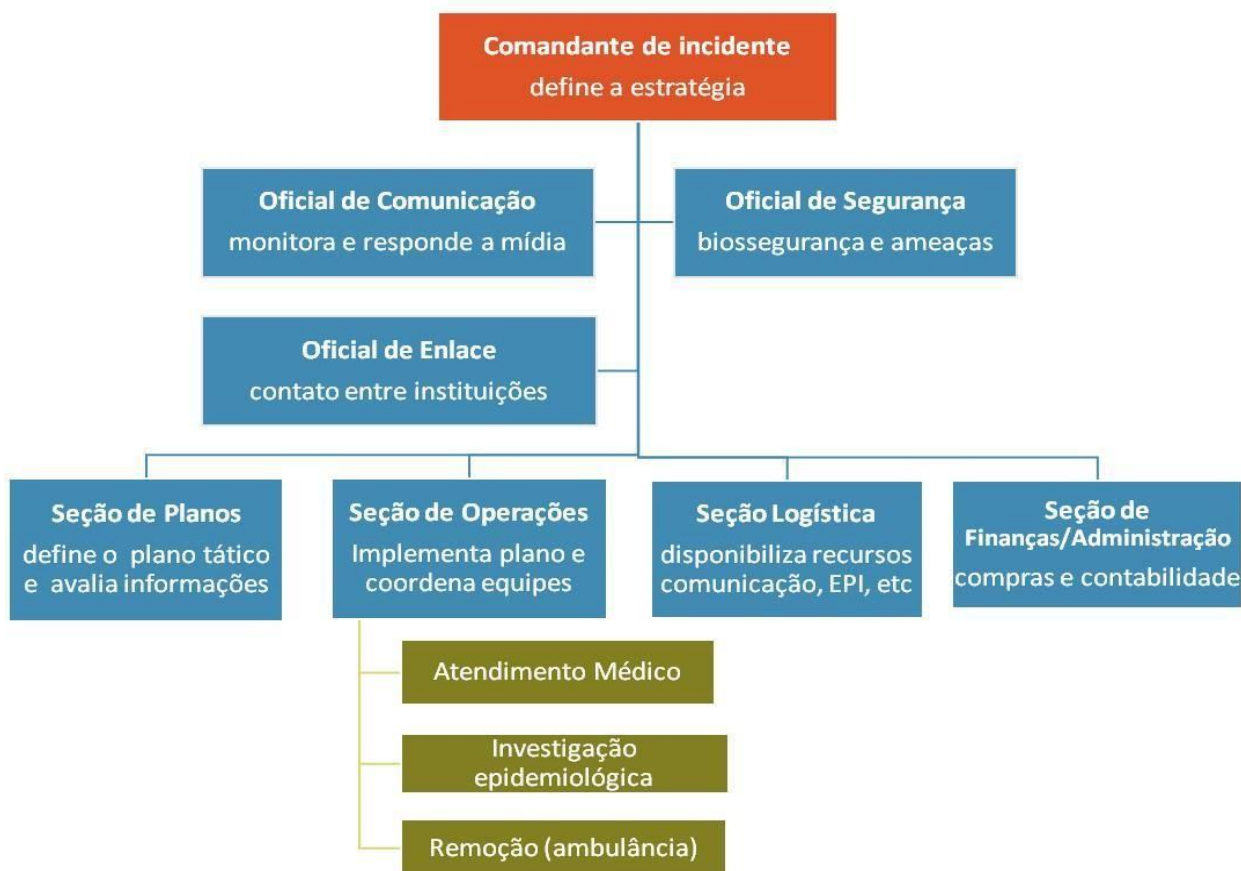 Comandante de incidente
define a estratégia
Oficial de Comunicação
monitora e responde a mídia
Oficial de Segurança
biossegurança e ameaças
Oficial de Enlace
contato entre instituições
Seção de Planos
define o plano tático
e avalia informações
Seção de Operações
Implementa plano e
coordena equipes
Seção Logística
disponibiliza recursos
comunicação, EPI, etc
Seção de
Finanças/Administração
compras e contabilidade
Atendimento Médico
Investigação
epidemiológica
Remoção (ambulância)